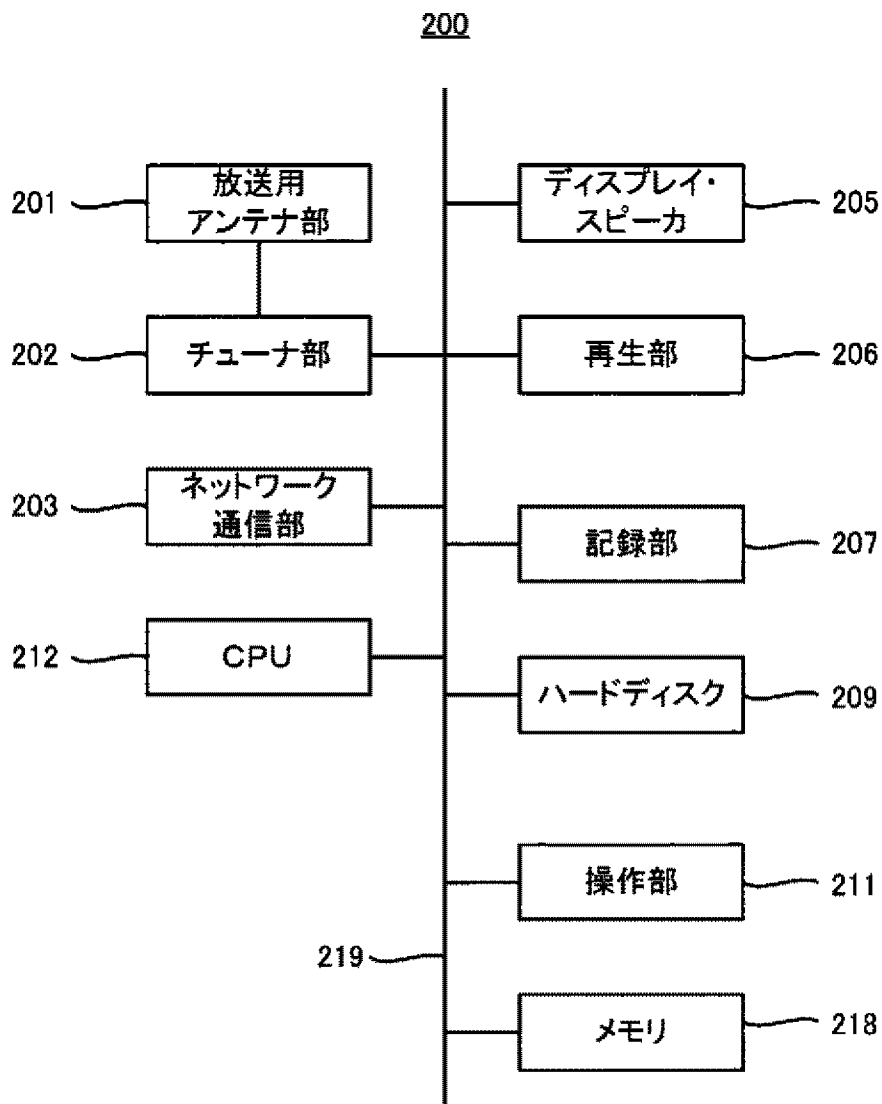 200
201
放送用
アンテナ部
202
チューナ部
203
ネットワーク
通信部
212
CPU
ディスプレイ・
スピーカ
205
再生部
206
記録部
207
ハードディスク
209
操作部
211
219
メモリ
218